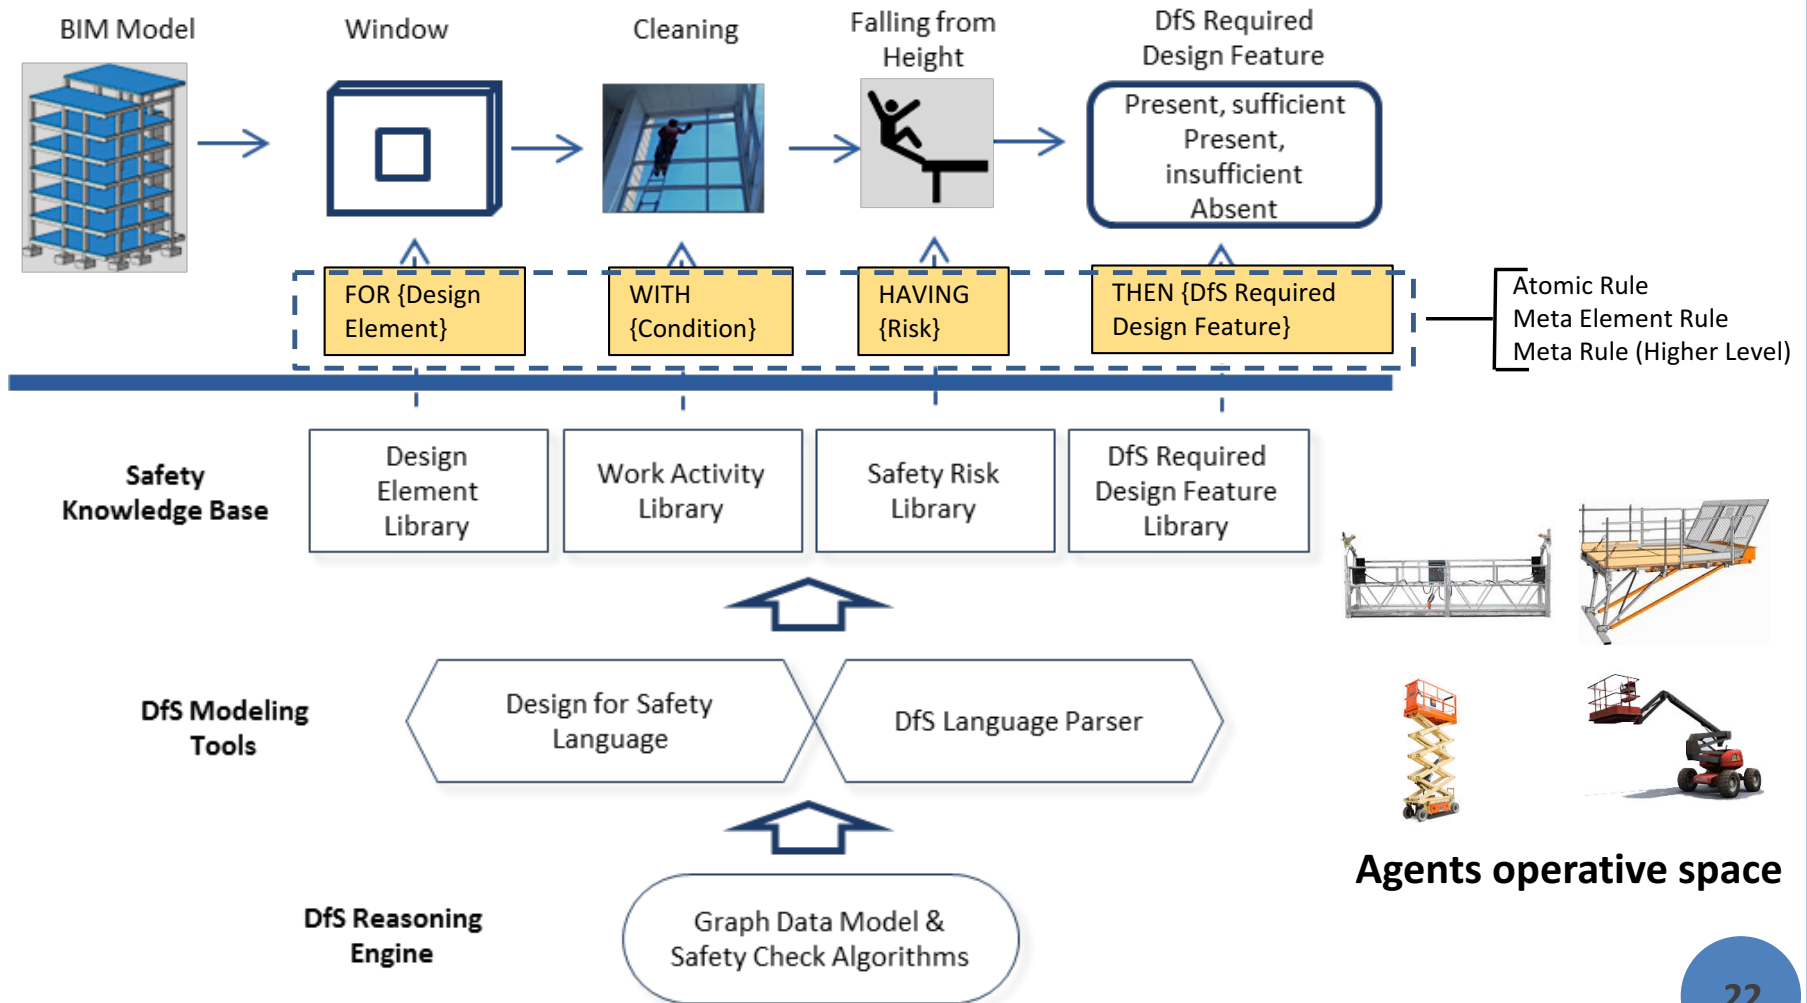 BIM Model
Window
Cleaning
Falling from
Height
DfS Required
Design Feature
Present, sufficient
Present,
insufficient
Absent
FOR {Design
Element}
WITH
{Condition}
HAVING
{Risk}
THEN {DfS Required
Design Feature}
Atomic Rule
Meta Element Rule
Meta Rule (Higher Level)
Safety
Knowledge Base
Design
Element
Library
Work Activity
Library
Safety Risk
Library
DfS Required
Design Feature
Library
DfS Modeling
Tools
Design for Safety
Language
DfS Language Parser
Agents operative space
DfS Reasoning
Engine
Graph Data Model &
Safety Check Algorithms
22